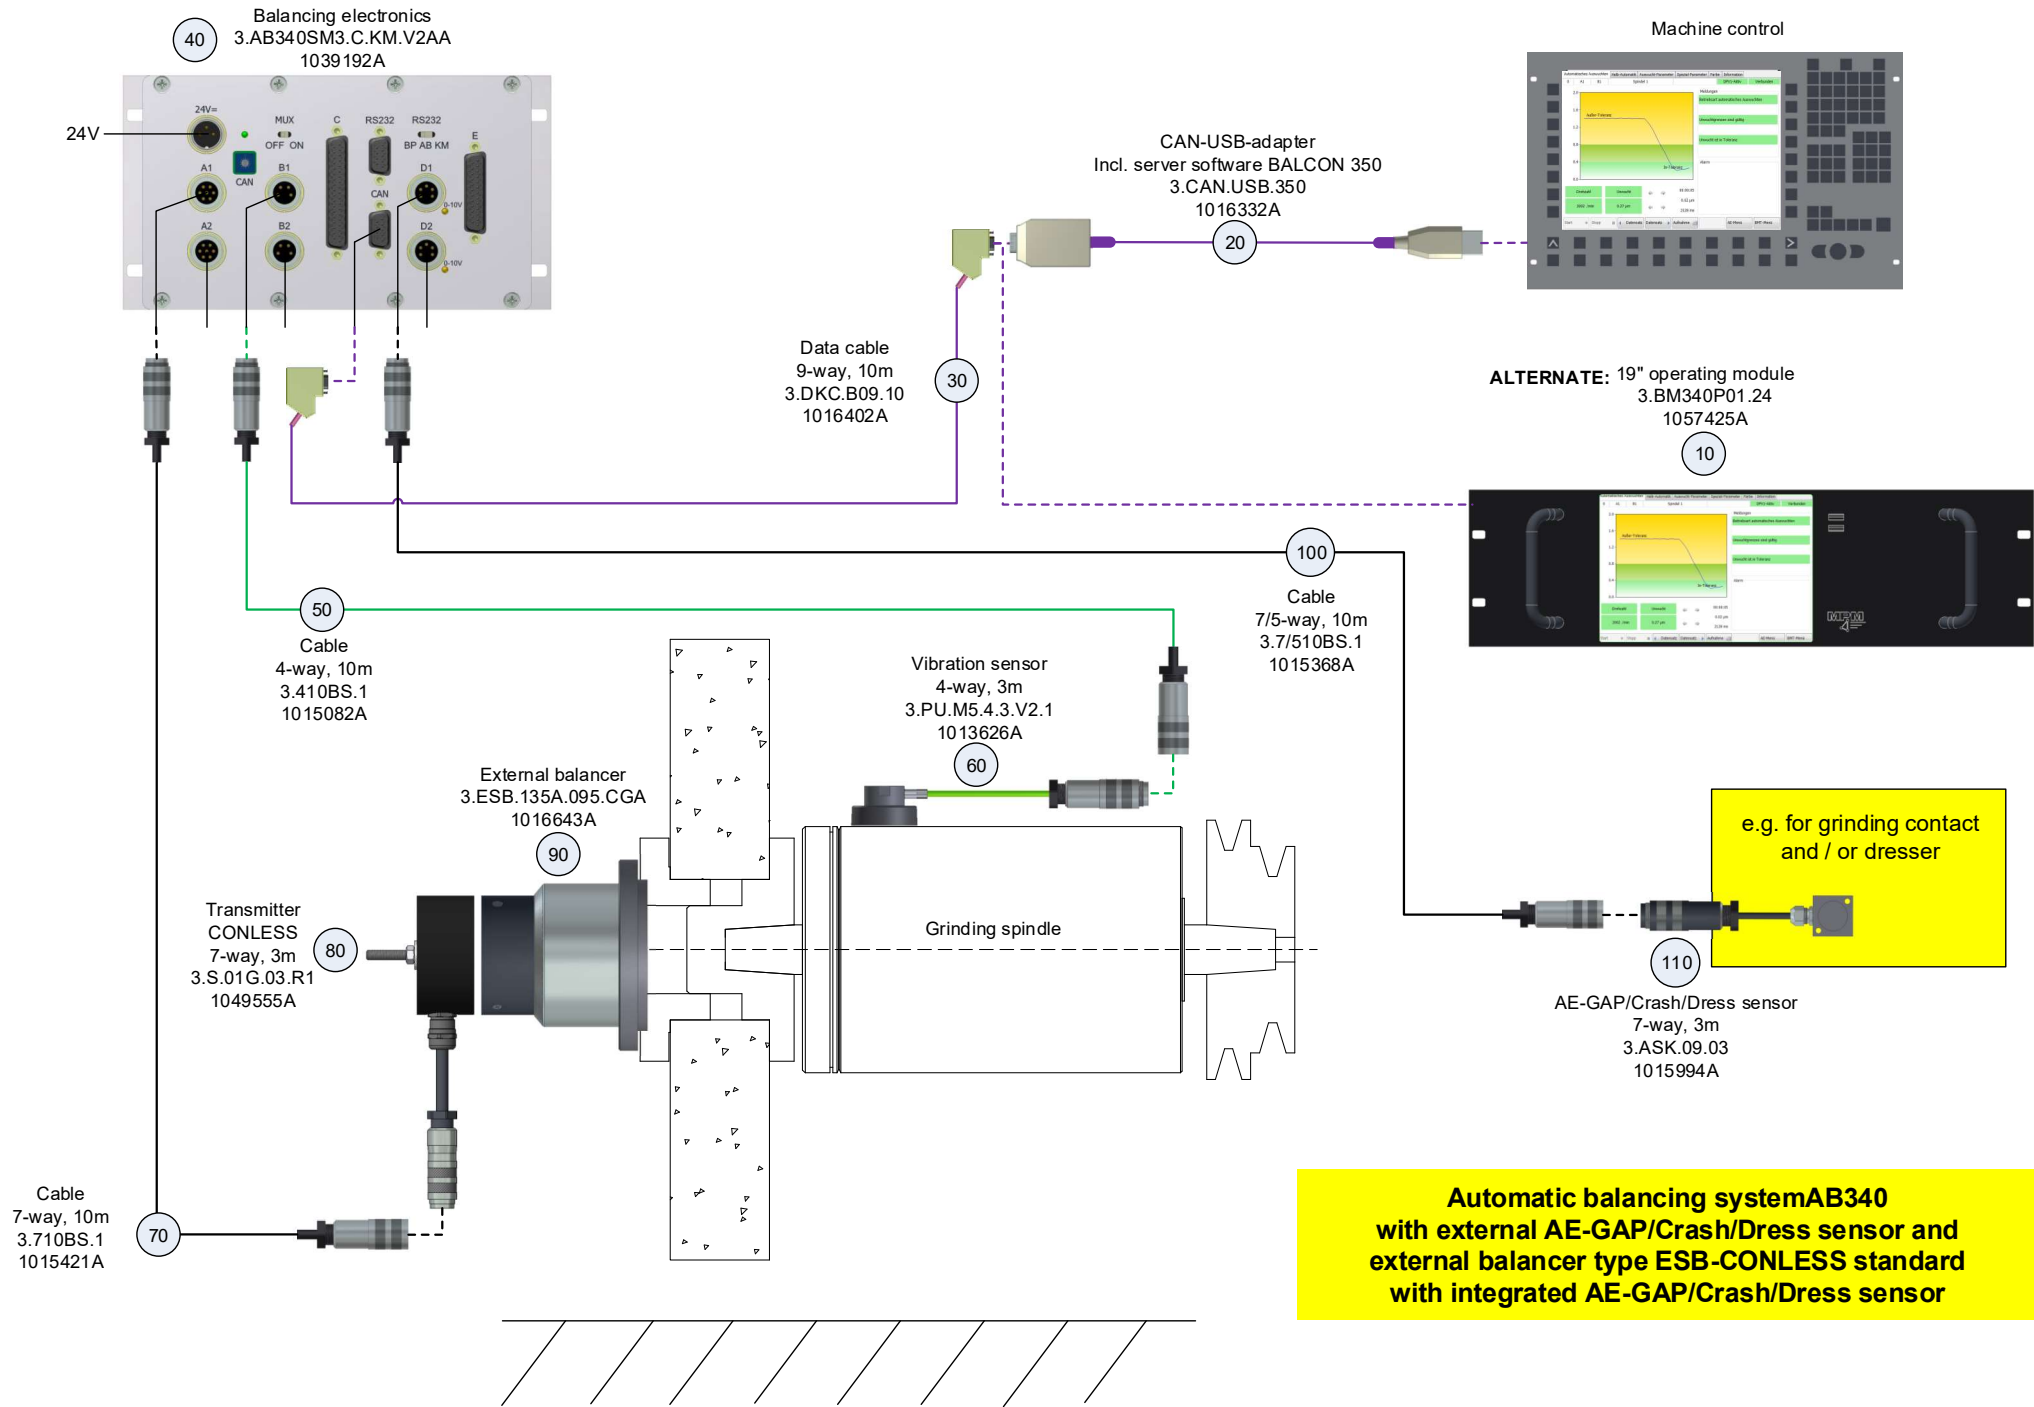 Balancing electronics
3.AB340SM3.C.KM.V2AA
1039192A
40
24V
24V=
MUX
OFF ON
C
RS232
RS232
BP AB KM
E
A1
CAN
B1
CAN
D1
0-10V
A2
B2
D2
0-10V
CAN-USB-adapter
Incl. server software BALCON 350
3.CAN.USB.350
1016332A
20
Machine control
Data cable
9-way, 10m
3.DKC.B09.10
1016402A
30
ALTERNATE: 19" operating module
3.BM340P01.24
1057425A
10
MPM
100
Cable
7/5-way, 10m
3.7/510BS.1
1015368A
50
Cable
4-way, 10m
3.410BS.1
1015082A
Vibration sensor
4-way, 3m
3.PU.M5.4.3.V2.1
1013626A
60
External balancer
3.ESB.135A.095.CGA
1016643A
90
Transmitter
CONLESS
7-way, 3m
3.S.01G.03.R1
1049555A
80
Grinding spindle
e.g. for grinding contact
and / or dresser
110
AE-GAP/Crash/Dress sensor
7-way, 3m
3.ASK.09.03
1015994A
Cable
7-way, 10m
3.710BS.1
1015421A
70
Automatic balancing systemAB340
with external AE-GAP/Crash/Dress sensor and
external balancer type ESB-CONLESS standard
with integrated AE-GAP/Crash/Dress sensor